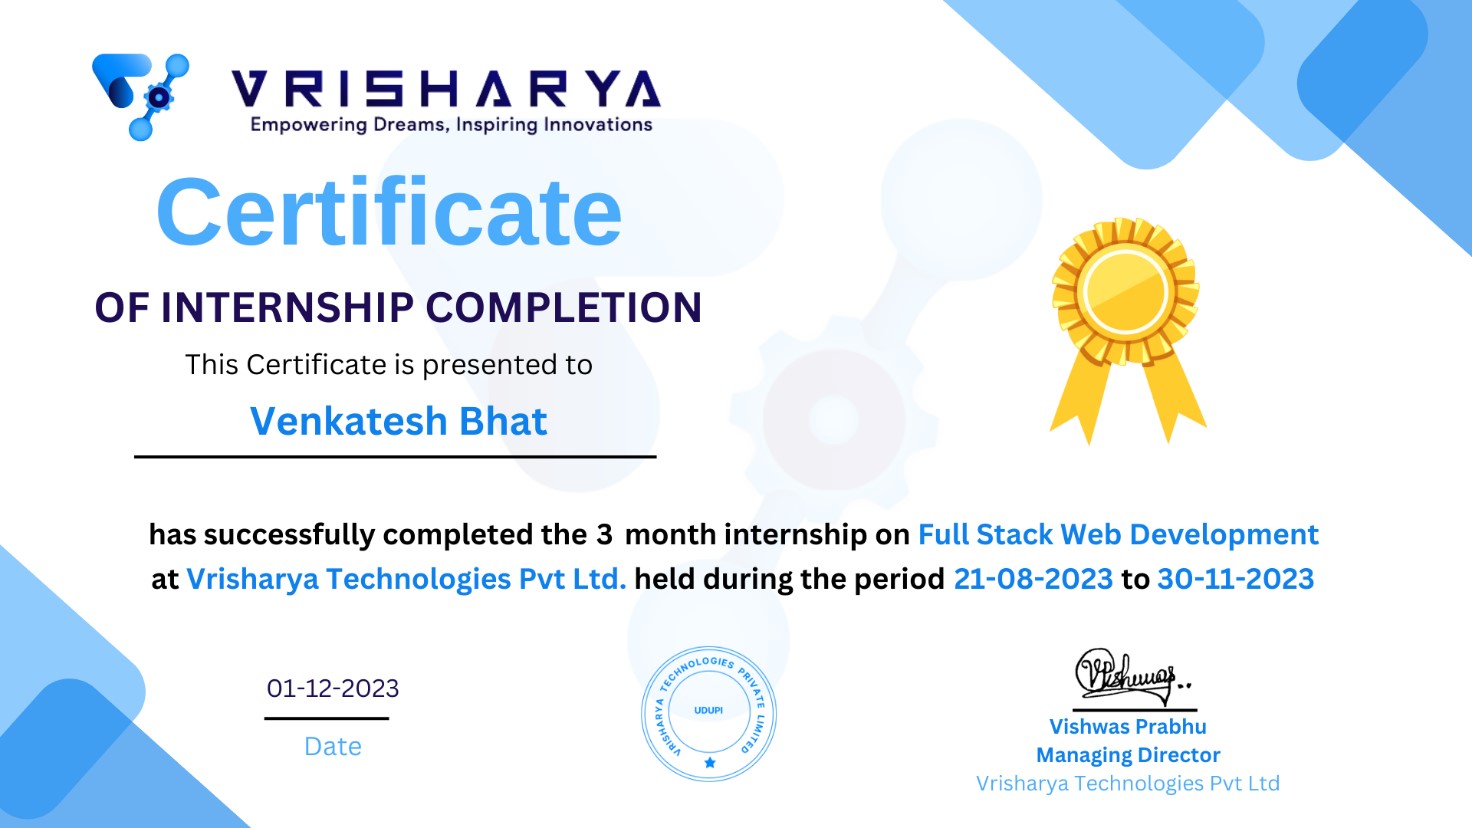 VRISHARYA
Empowering Dreams, Inspiring Innovations
Certificate
OF INTERNSHIP COMPLETION
This Certificate is presented to
Venkatesh Bhat
has successfully completed the 3 month internship on Full Stack Web Development
at Vrisharya Technologies Pvt Ltd. held during the period 21-08-2023 to 30-11-2023
01-12-2023
Date
VRISHARYA TECHNOLOGIES PRIVATE LIMITED
UDUPI
Vishwas
Vishwas Prabhu
Managing Director
Vrisharya Technologies Pvt Ltd